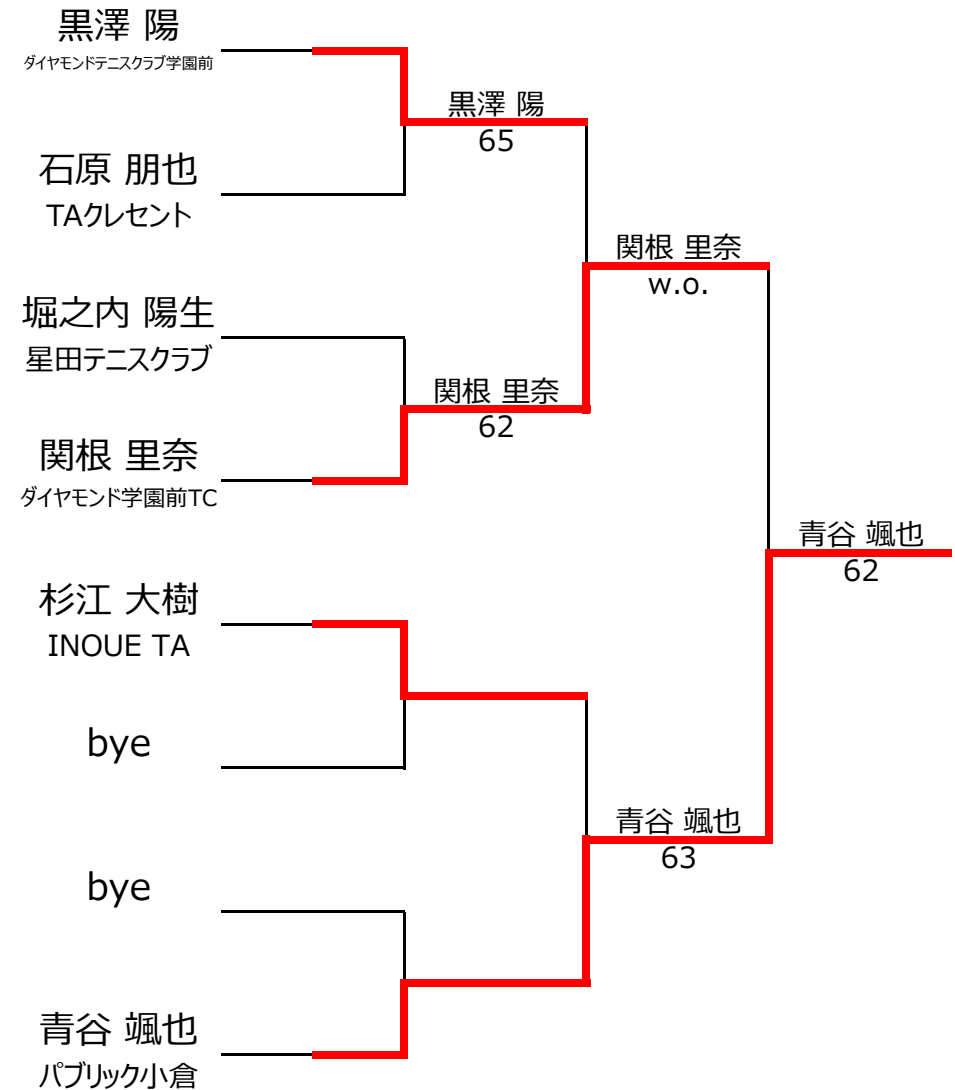 黒澤 陽
ダイヤモンドテニスクラブ学園前
黒澤 陽
65
石原 朋也
TAクレセント
関根 里奈
w.o.
堀之内 陽生
星田テニスクラブ
関根 里奈
62
関根 里奈
ダイヤモンド学園前TC
青谷 颯也
62
杉江 大樹
INOUE TA
bye
青谷 颯也
63
bye
青谷 颯也
パブリック小倉